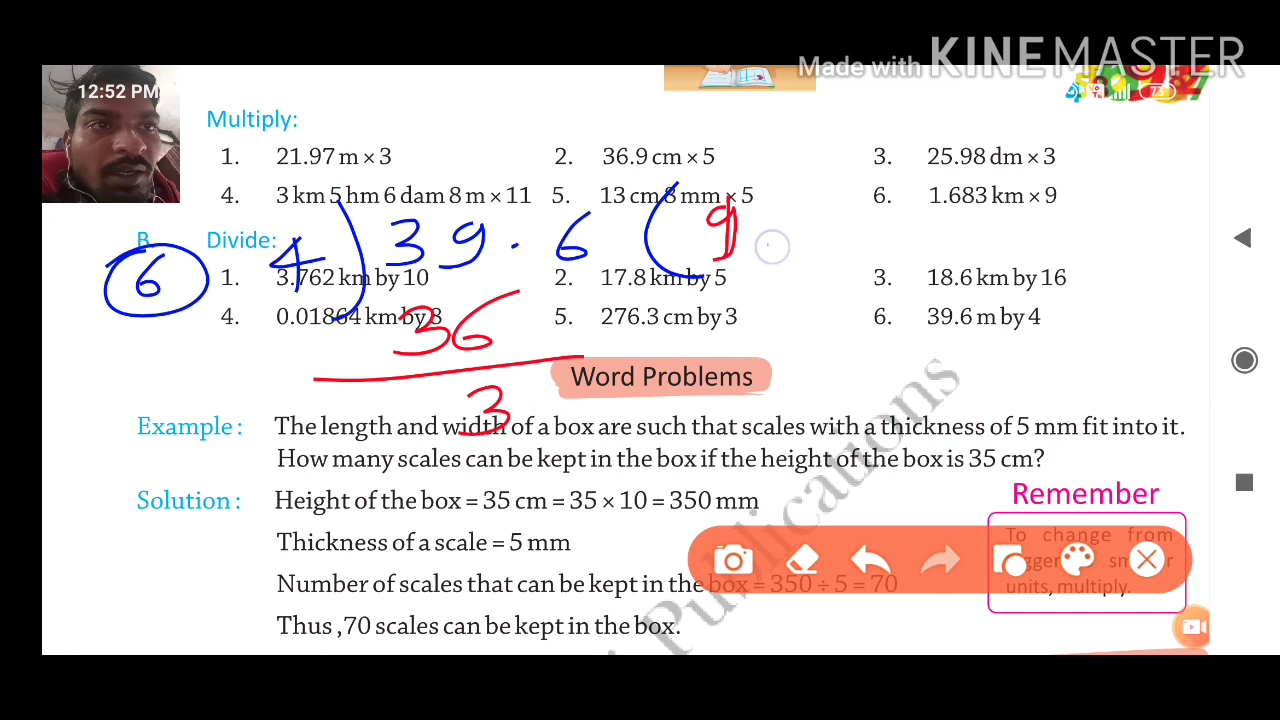 Made with KINEMASTER
12:52 PM
73
Multiply:
1. 21.97 m × 3 2. 36.9 cm × 5 3. 25.98 dm × 3
4. 3 km 5 hm 6 dam 8 m × 11 5. 13 cm 8 mm × 5 6. 1.683 km × 9
B. Divide:
6 4) 39.6 (9
1. 3.762 km by 10 2. 17.8 km by 5 3. 18.6 km by 16
4. 0.01864 km by 8 5. 276.3 cm by 3 6. 39.6 m by 4
36
3
Word Problems
Example: The length and width of a box are such that scales with a thickness of 5 mm fit into it.
How many scales can be kept in the box if the height of the box is 35 cm?
Solution: Height of the box = 35 cm = 35 × 10 = 350 mm
Thickness of a scale = 5 mm
Number of scales that can be kept in the box = 350 ÷ 5 = 70
Thus ,70 scales can be kept in the box.
Remember
To change from
units, multiply.
Publications